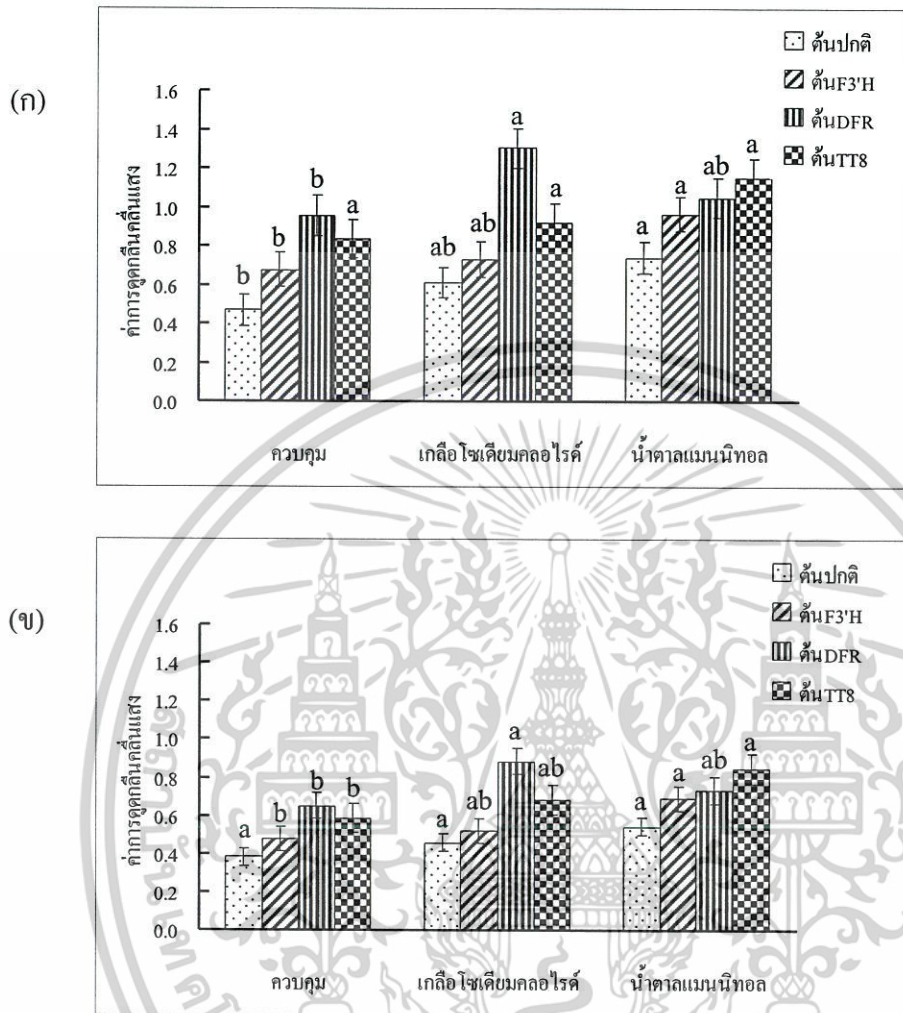 (ก)
ค่าการดูดกลืนคลื่นแสง
1.6
1.4
1.2
1.0
0.8
0.6
0.4
0.2
0.0
ต้นปกติ
ต้นF3'H
ต้นDFR
ต้นTT8
b b b a
ab ab a a
a a ab a
ควบคุม เกลือโซเดียมคลอไรด์ น้ำตาลแมนนิทอล
(ข)
ค่าการดูดกลืนคลื่นแสง
1.6
1.4
1.2
1.0
0.8
0.6
0.4
0.2
0.0
ต้นปกติ
ต้นF3'H
ต้นDFR
ต้นTT8
a b b b
a ab a ab
a a ab a
ควบคุม เกลือโซเดียมคลอไรด์ น้ำตาลแมนนิทอล